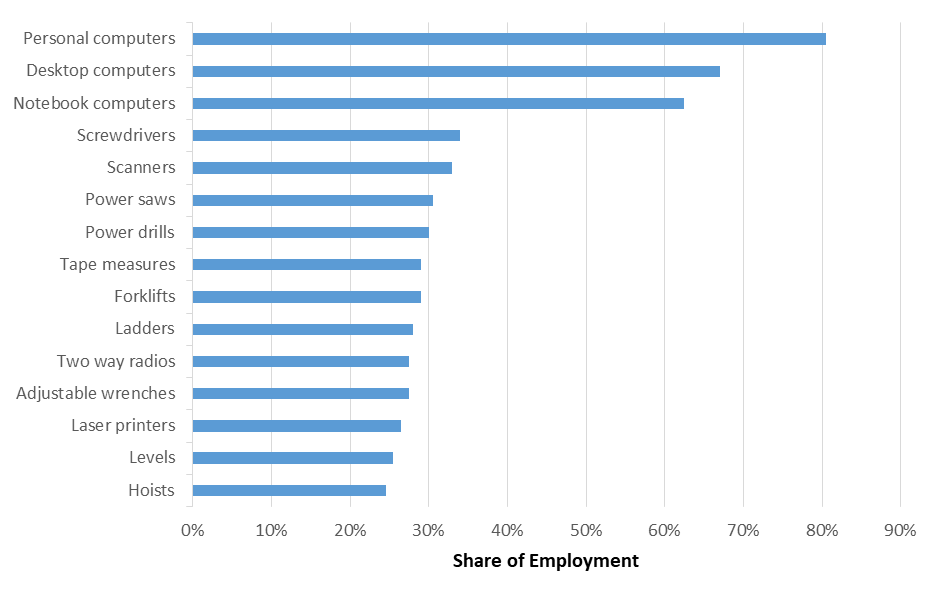 Personal computers
Desktop computers
Notebook computers
Screwdrivers
Scanners
Power saws
Power drills
Tape measures
Forklifts
Ladders
Two way radios
Adjustable wrenches
Laser printers
Levels
Hoists
0% 10% 20% 30% 40% 50% 60% 70% 80% 90%
Share of Employment